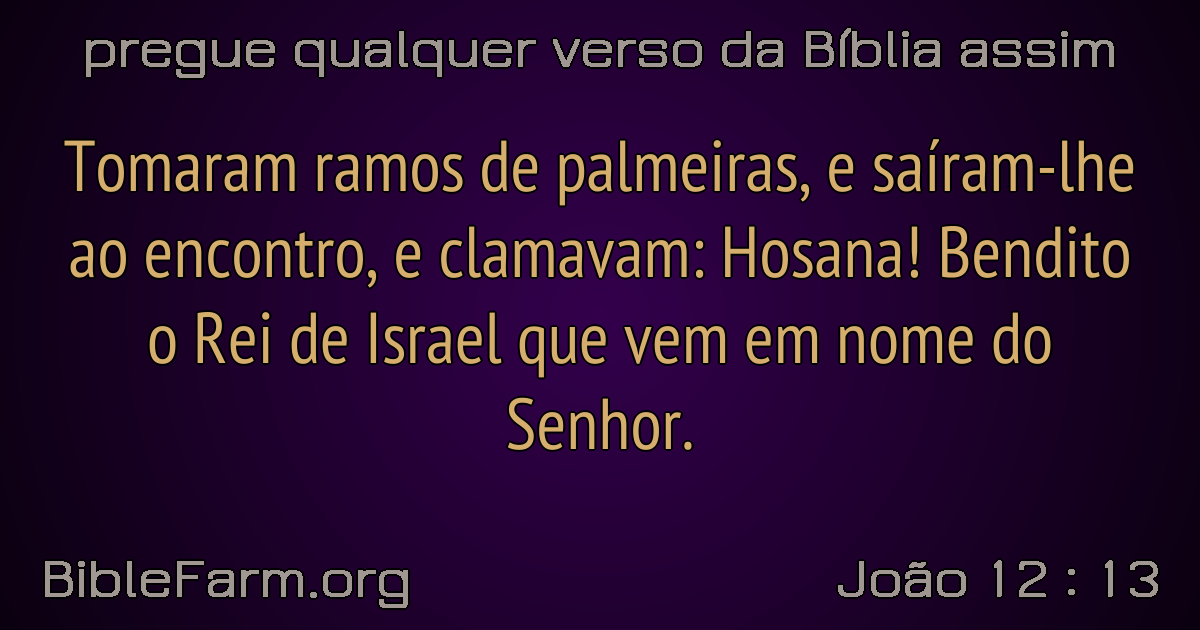 pregue qualquer verso da Bíblia assim
Tomaram ramos de palmeiras, e saíram-lhe
ao encontro, e clamavam: Hosana! Bendito
o Rei de Israel que vem em nome do
Senhor.
BibleFarm.org
João 12 : 13